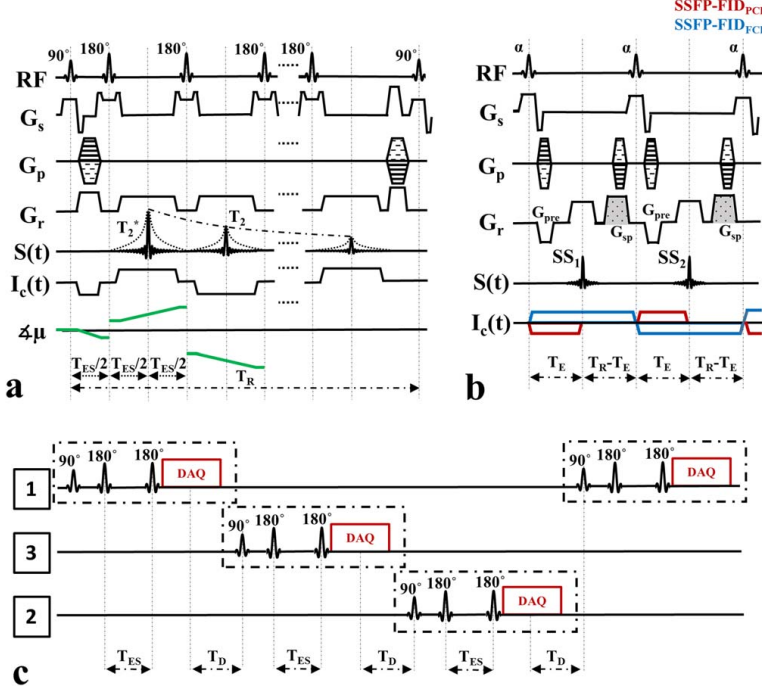 SSFP-FIDPCI
SSFP-FIDFCI
90° 180° 180° 180° 180° 90°
α α α
RF
RF
.....
Gs
Gs
.....
Gp
Gp
Gr
Gr
T2* T2
Gpre Gpre
Gsp Gsp
S(t)
.....
SS1 SS2
S(t)
Ic(t)
.....
Ic(t)
∡μ
TES/2 TES/2 TES/2
TR
TE TR-TE TE TR-TE
a
b
90° 180° 180° 90° 180° 180°
1 DAQ DAQ
90° 180° 180°
3 DAQ
90° 180° 180°
2 DAQ
TES TD TES TD TES TD
c